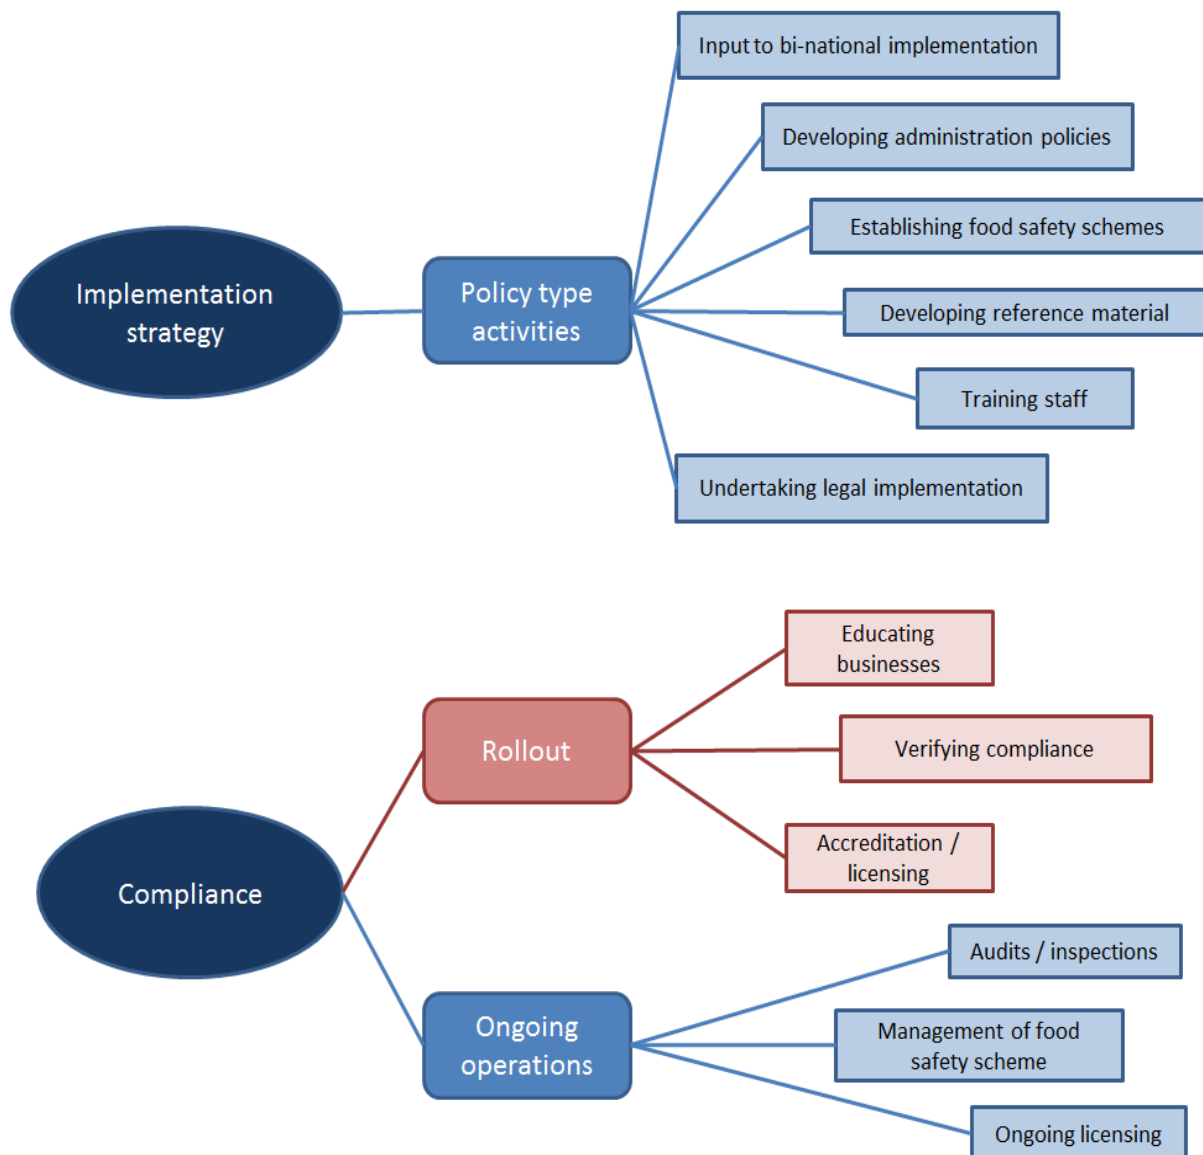 Input to bi-national implementation
Developing administration policies
Establishing food safety schemes
Implementation
strategy
Policy type
activities
Developing reference material
Training staff
Undertaking legal implementation
Educating
businesses
Rollout
Verifying compliance
Accreditation /
licensing
Compliance
Audits / inspections
Ongoing
operations
Management of food
safety scheme
Ongoing licensing